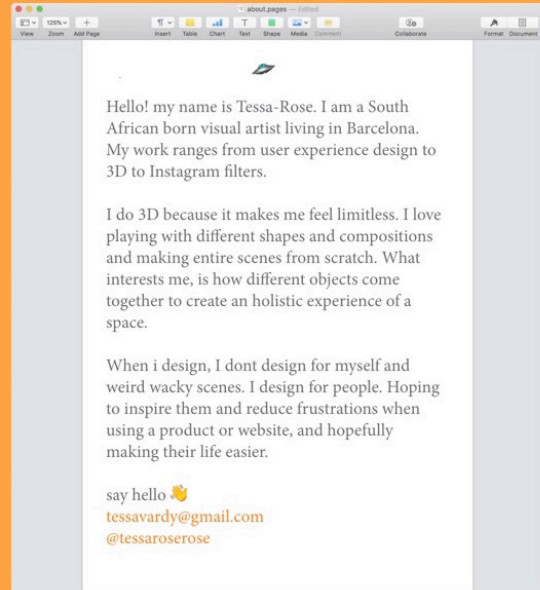 about.pages — Edited
125%
View
Zoom
Add Page
Insert
Table
Chart
Text
Shape
Media
Comment
Collaborate
Format
Document
Hello! my name is Tessa-Rose. I am a South
African born visual artist living in Barcelona.
My work ranges from user experience design to
3D to Instagram filters.
I do 3D because it makes me feel limitless. I love
playing with different shapes and compositions
and making entire scenes from scratch. What
interests me, is how different objects come
together to create an holistic experience of a
space.
When i design, I dont design for myself and
weird wacky scenes. I design for people. Hoping
to inspire them and reduce frustrations when
using a product or website, and hopefully
making their life easier.
say hello 👋
tessavardy@gmail.com
@tessaroserose